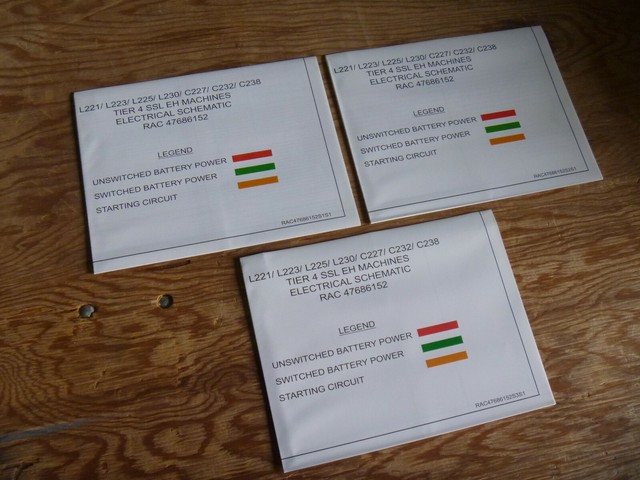 L221/ L223/ L225/ L230/ C227/ C232/ C238
TIER 4 SSL EH MACHINES
ELECTRICAL SCHEMATIC
RAC 47686152
LEGEND
UNSWITCHED BATTERY POWER
SWITCHED BATTERY POWER
STARTING CIRCUIT
RAC47686152S1S1
L221/ L223/ L225/ L230/ C227/ C232/ C238
TIER 4 SSL EH MACHINES
ELECTRICAL SCHEMATIC
RAC 47686152
LEGEND
UNSWITCHED BATTERY POWER
SWITCHED BATTERY POWER
STARTING CIRCUIT
RAC47686152S2S1
L221/ L223/ L225/ L230/ C227/ C232/ C238
TIER 4 SSL EH MACHINES
ELECTRICAL SCHEMATIC
RAC 47686152
LEGEND
UNSWITCHED BATTERY POWER
SWITCHED BATTERY POWER
STARTING CIRCUIT
RAC47686152S3S1